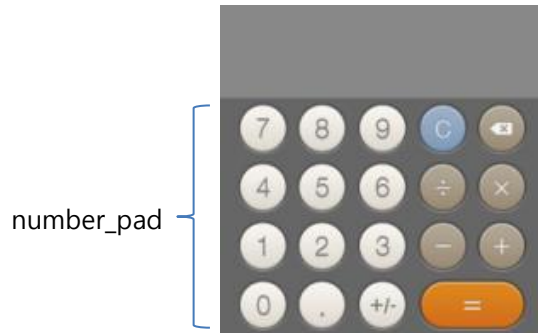 7 8 9 C
4 5 6 ÷ ×
number_pad
1 2 3 − +
0 . +/- =